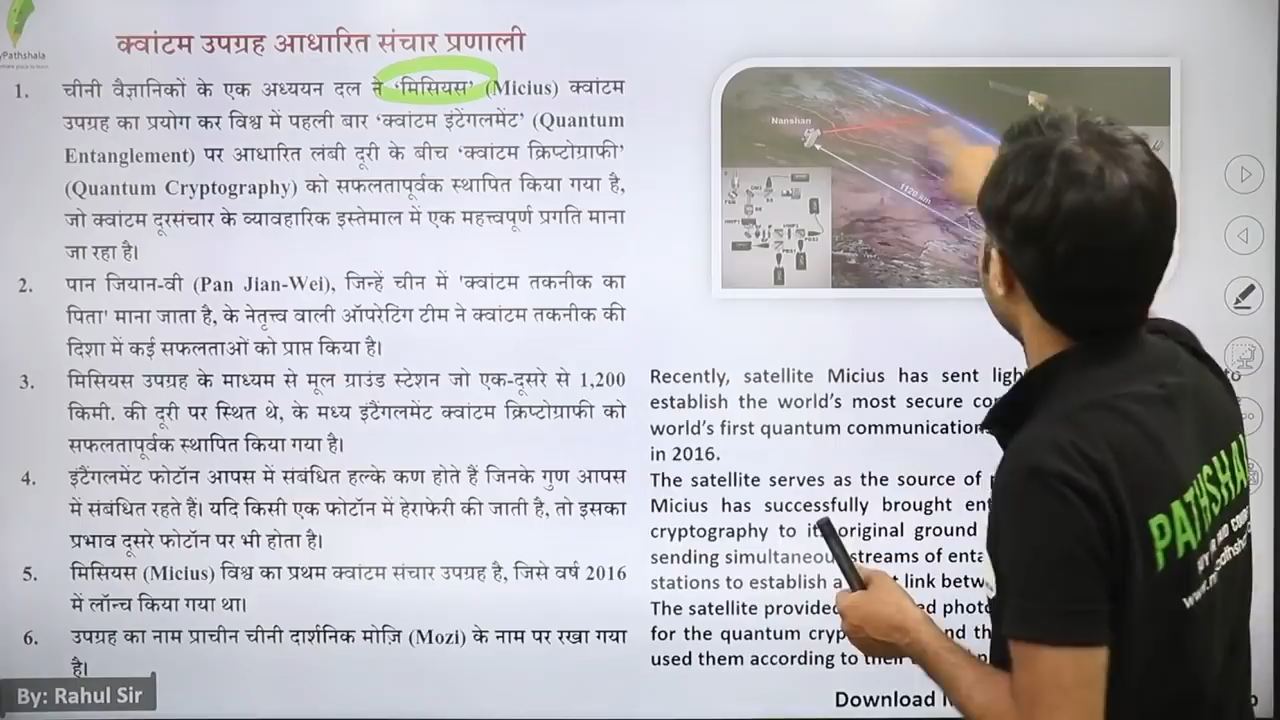 Pathshala
क्वांटम उपग्रह आधारित संचार प्रणाली
1. चीनी वैज्ञानिकों के एक अध्ययन दल ने 'मिसियस' (Micius) क्वांटम
उपग्रह का प्रयोग कर विश्व में पहली बार 'क्वांटम इंटेंगलमेंट' (Quantum
Entanglement) पर आधारित लंबी दूरी के बीच 'क्वांटम क्रिप्टोग्राफी'
(Quantum Cryptography) को सफलतापूर्वक स्थापित किया गया है,
जो क्वांटम दूरसंचार के व्यावहारिक इस्तेमाल में एक महत्त्वपूर्ण प्रगति माना
जा रहा है।
2. पान जियान-वी (Pan Jian-Wei), जिन्हें चीन में 'क्वांटम तकनीक का
पिता' माना जाता है, के नेतृत्त्व वाली ऑपरेटिंग टीम ने क्वांटम तकनीक की
दिशा में कई सफलताओं को प्राप्त किया है।
3. मिसियस उपग्रह के माध्यम से मूल ग्राउंड स्टेशन जो एक-दूसरे से 1,200
किमी. की दूरी पर स्थित थे, के मध्य इंटैंगलमेंट क्वांटम क्रिप्टोग्राफी को
सफलतापूर्वक स्थापित किया गया है।
4. इंटैंगलमेंट फोटॉन आपस में संबंधित हल्के कण होते हैं जिनके गुण आपस
में संबंधित रहते हैं। यदि किसी एक फोटॉन में हेराफेरी की जाती है, तो इसका
प्रभाव दूसरे फोटॉन पर भी होता है।
5. मिसियस (Micius) विश्व का प्रथम क्वांटम संचार उपग्रह है, जिसे वर्ष 2016
में लॉन्च किया गया था।
6. उपग्रह का नाम प्राचीन चीनी दार्शनिक मोज़ि (Mozi) के नाम पर रखा गया
है।
By: Rahul Sir
Nanshan
1120 km
Recently, satellite Micius has sent
establish the world's most secure
world's first quantum
in 2016.
The satellite serves as the source of
Micius has successfully brought
cryptography to its original ground
sending simultaneous streams of
stations to establish a link
The satellite provided
for the quantum
used them according to their
Download
PATHSHA